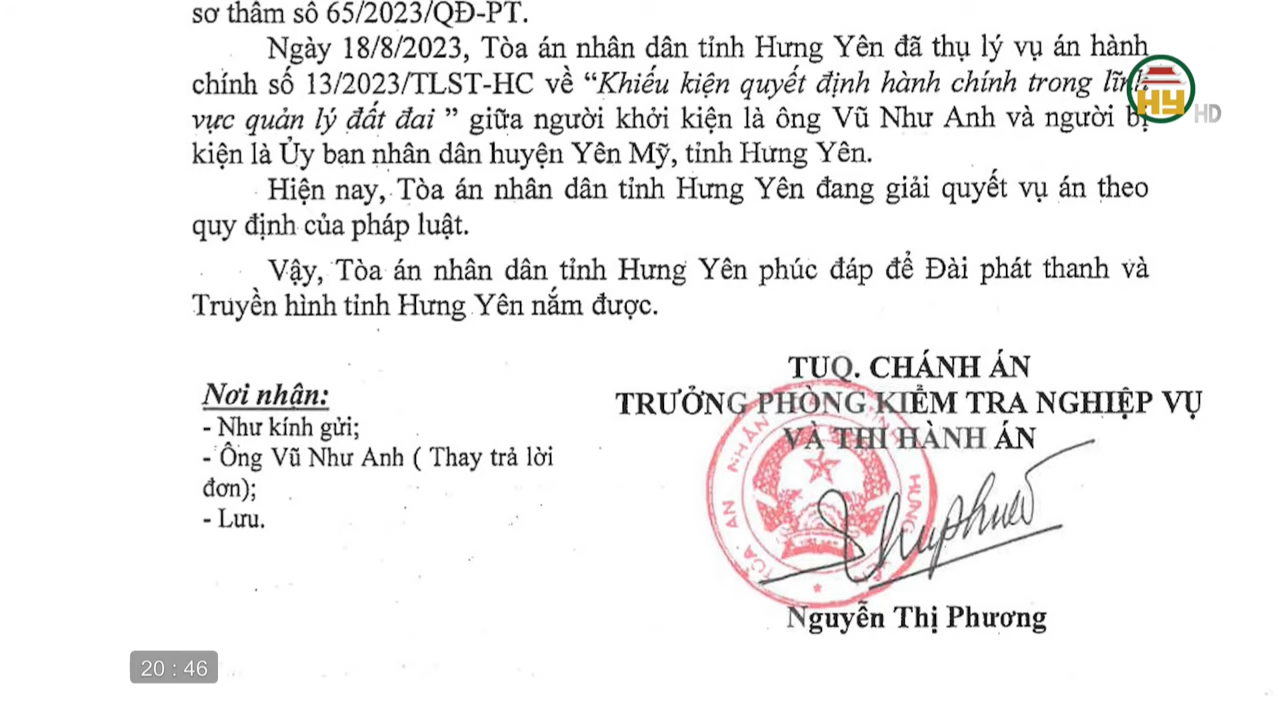 sơ thẩm số 65/2023/QĐ-PT.
Ngày 18/8/2023, Tòa án nhân dân tỉnh Hưng Yên đã thụ lý vụ án hành
chính số 13/2023/TLST-HC về “Khiếu kiện quyết định hành chính trong lĩnh
vực quản lý đất đai ” giữa người khởi kiện là ông Vũ Như Anh và người bị
kiện là Ủy ban nhân dân huyện Yên Mỹ, tỉnh Hưng Yên.
Hiện nay, Tòa án nhân dân tỉnh Hưng Yên đang giải quyết vụ án theo
quy định của pháp luật.
Vậy, Tòa án nhân dân tỉnh Hưng Yên phúc đáp để Đài phát thanh và
Truyền hình tỉnh Hưng Yên nắm được.
HY HD
Nơi nhận:
- Như kính gửi;
- Ông Vũ Như Anh ( Thay trả lời
đơn);
- Lưu.
TUQ. CHÁNH ÁN
TRƯỞNG PHÒNG KIỂM TRA NGHIỆP VỤ
VÀ THI HÀNH ÁN
TÒA ÁN NHÂN HƯNG
Nguyễn Thị Phương
20 : 46